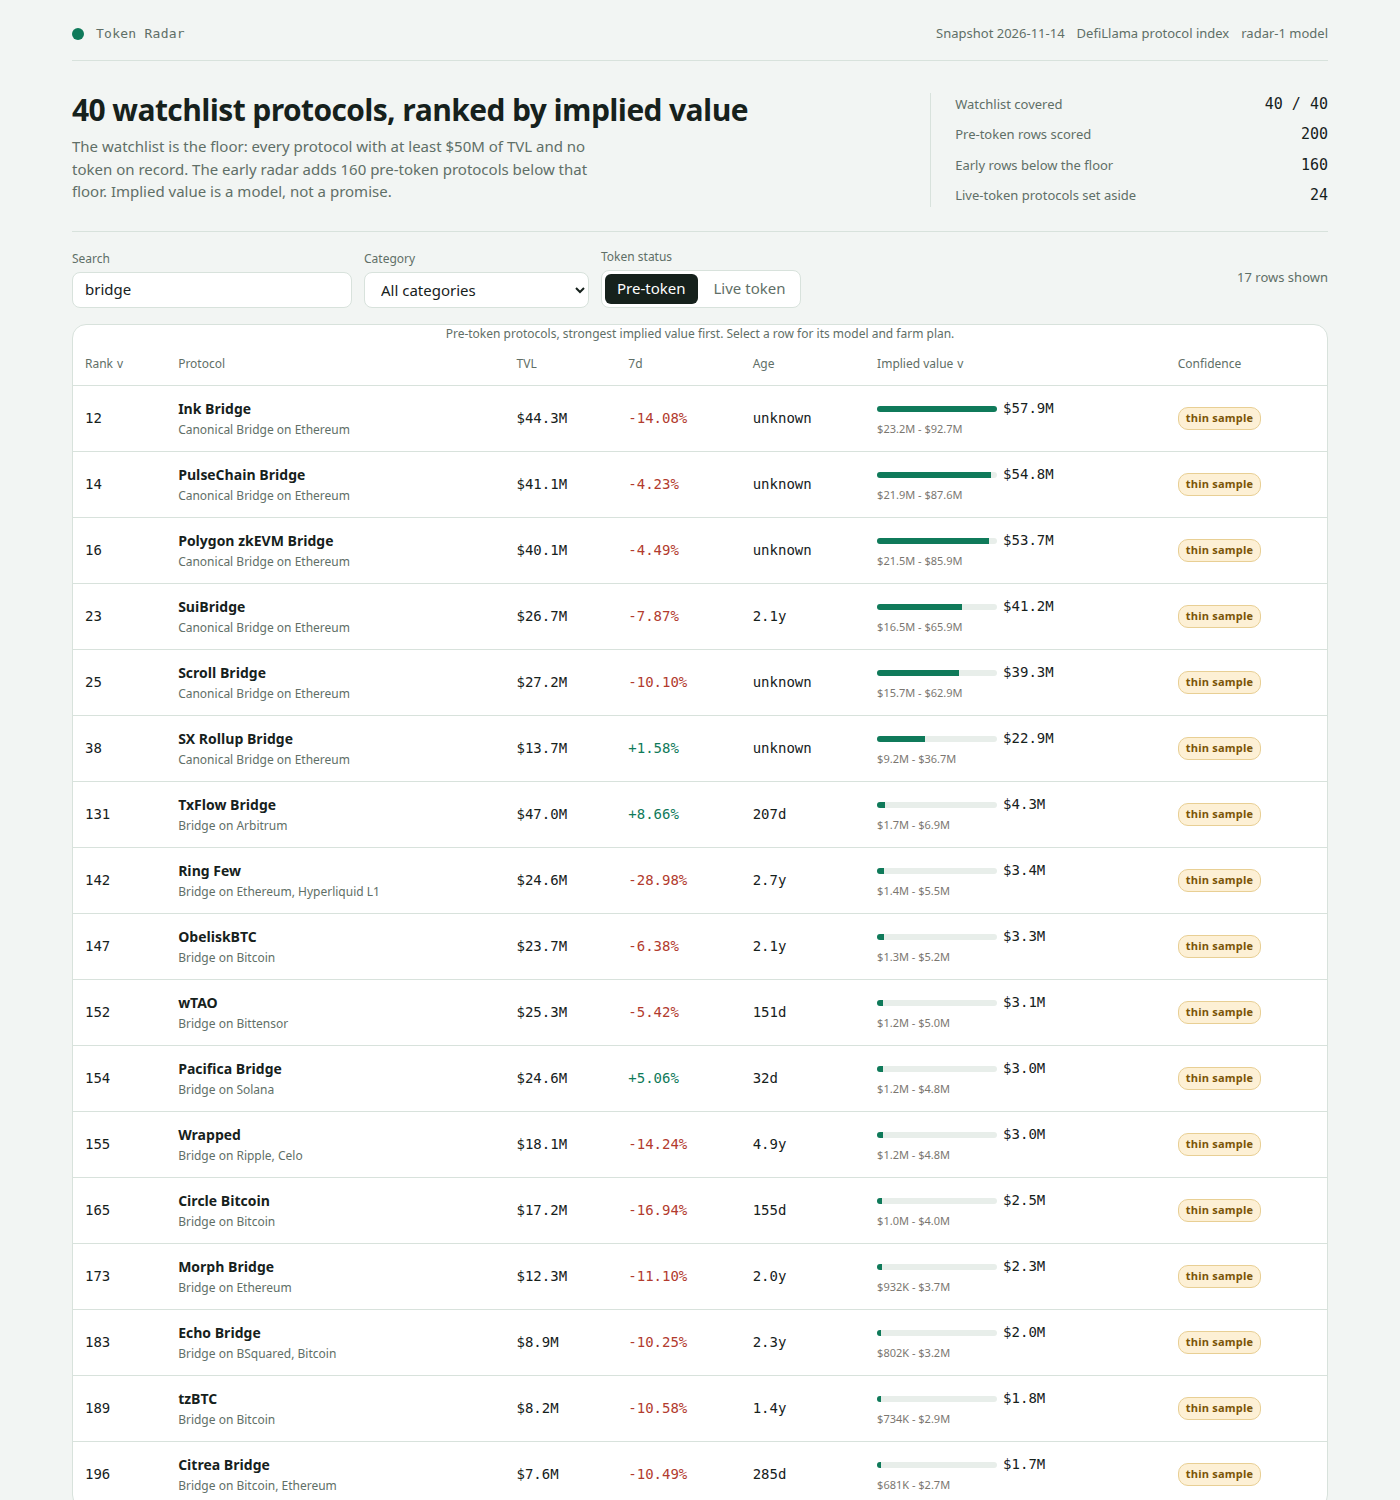 Token Radar
Snapshot 2026-11-14 DefiLlama protocol index radar-1 model
40 watchlist protocols, ranked by implied value
The watchlist is the floor: every protocol with at least $50M of TVL and no
token on record. The early radar adds 160 pre-token protocols below that
floor. Implied value is a model, not a promise.
Watchlist covered 40 / 40
Pre-token rows scored 200
Early rows below the floor 160
Live-token protocols set aside 24
Search Category Token status
bridge All categories Pre-token Live token 17 rows shown
Pre-token protocols, strongest implied value first. Select a row for its model and farm plan.
Rank v Protocol TVL 7d Age Implied value v Confidence
12 Ink Bridge $44.3M -14.08% unknown $57.9M thin sample
Canonical Bridge on Ethereum $23.2M - $92.7M
14 PulseChain Bridge $41.1M -4.23% unknown $54.8M thin sample
Canonical Bridge on Ethereum $21.9M - $87.6M
16 Polygon zkEVM Bridge $40.1M -4.49% unknown $53.7M thin sample
Canonical Bridge on Ethereum $21.5M - $85.9M
23 SuiBridge $26.7M -7.87% 2.1y $41.2M thin sample
Canonical Bridge on Ethereum $16.5M - $65.9M
25 Scroll Bridge $27.2M -10.10% unknown $39.3M thin sample
Canonical Bridge on Ethereum $15.7M - $62.9M
38 SX Rollup Bridge $13.7M +1.58% unknown $22.9M thin sample
Canonical Bridge on Ethereum $9.2M - $36.7M
131 TxFlow Bridge $47.0M +8.66% 207d $4.3M thin sample
Bridge on Arbitrum $1.7M - $6.9M
142 Ring Few $24.6M -28.98% 2.7y $3.4M thin sample
Bridge on Ethereum, Hyperliquid L1 $1.4M - $5.5M
147 ObeliskBTC $23.7M -6.38% 2.1y $3.3M thin sample
Bridge on Bitcoin $1.3M - $5.2M
152 wTAO $25.3M -5.42% 151d $3.1M thin sample
Bridge on Bittensor $1.2M - $5.0M
154 Pacifica Bridge $24.6M +5.06% 32d $3.0M thin sample
Bridge on Solana $1.2M - $4.8M
155 Wrapped $18.1M -14.24% 4.9y $3.0M thin sample
Bridge on Ripple, Celo $1.2M - $4.8M
165 Circle Bitcoin $17.2M -16.94% 155d $2.5M thin sample
Bridge on Bitcoin $1.0M - $4.0M
173 Morph Bridge $12.3M -11.10% 2.0y $2.3M thin sample
Bridge on Ethereum $932K - $3.7M
183 Echo Bridge $8.9M -10.25% 2.3y $2.0M thin sample
Bridge on BSquared, Bitcoin $802K - $3.2M
189 tzBTC $8.2M -10.58% 1.4y $1.8M thin sample
Bridge on Bitcoin $734K - $2.9M
196 Citrea Bridge $7.6M -10.49% 285d $1.7M thin sample
Bridge on Bitcoin, Ethereum $681K - $2.7M